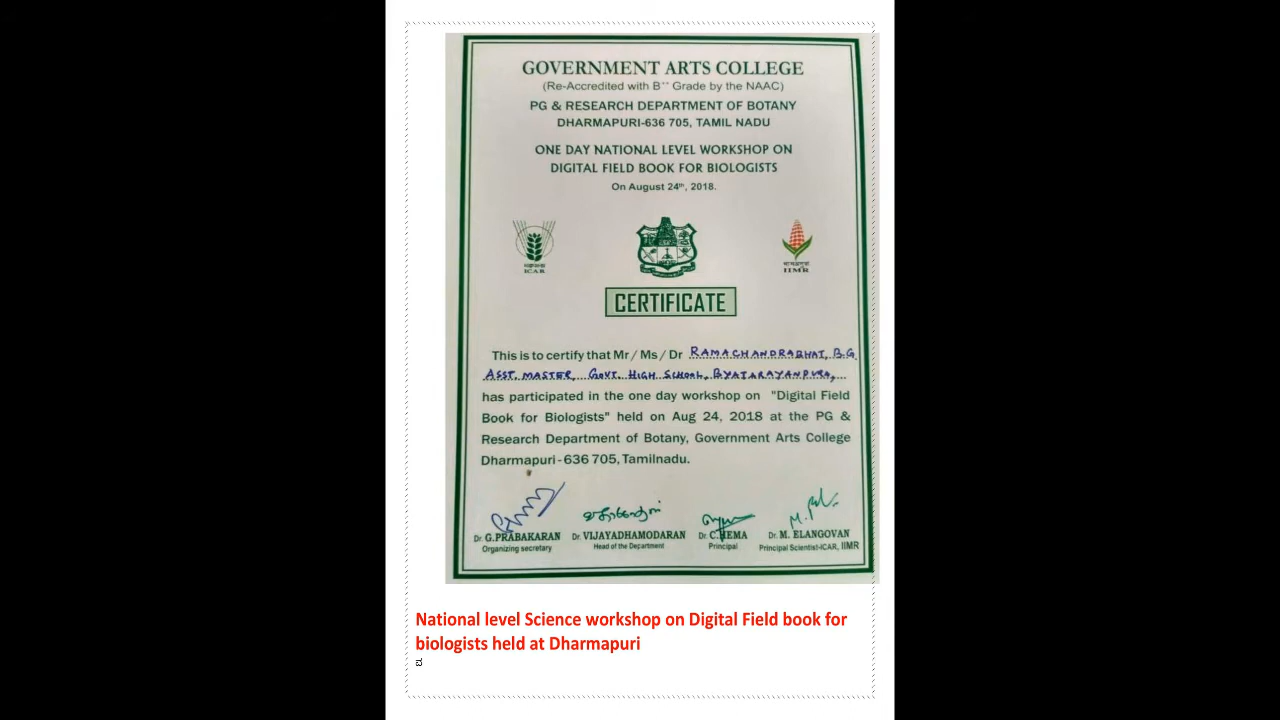 GOVERNMENT ARTS COLLEGE
(Re-Accredited with B⁺⁺ Grade by the NAAC)
PG & RESEARCH DEPARTMENT OF BOTANY
DHARMAPURI-636 705, TAMIL NADU
ONE DAY NATIONAL LEVEL WORKSHOP ON
DIGITAL FIELD BOOK FOR BIOLOGISTS
On August 24th, 2018.
ICAR
IIMR
CERTIFICATE
This is to certify that Mr / Ms / Dr RAMACHANDRABHAT, B.G.
ASST. MASTER, GOVT. HIGH SCHOOL, BYATARAYANPURA,
has participated in the one day workshop on "Digital Field
Book for Biologists" held on Aug 24, 2018 at the PG &
Research Department of Botany, Government Arts College
Dharmapuri - 636 705, Tamilnadu.
Dr. G.PRABAKARAN Dr. VIJAYADHAMODARAN Dr. C.HEMA Dr. M. ELANGOVAN
Organizing secretary Head of the Department Principal Principal Scientist-ICAR, IIMR
National level Science workshop on Digital Field book for
biologists held at Dharmapuri